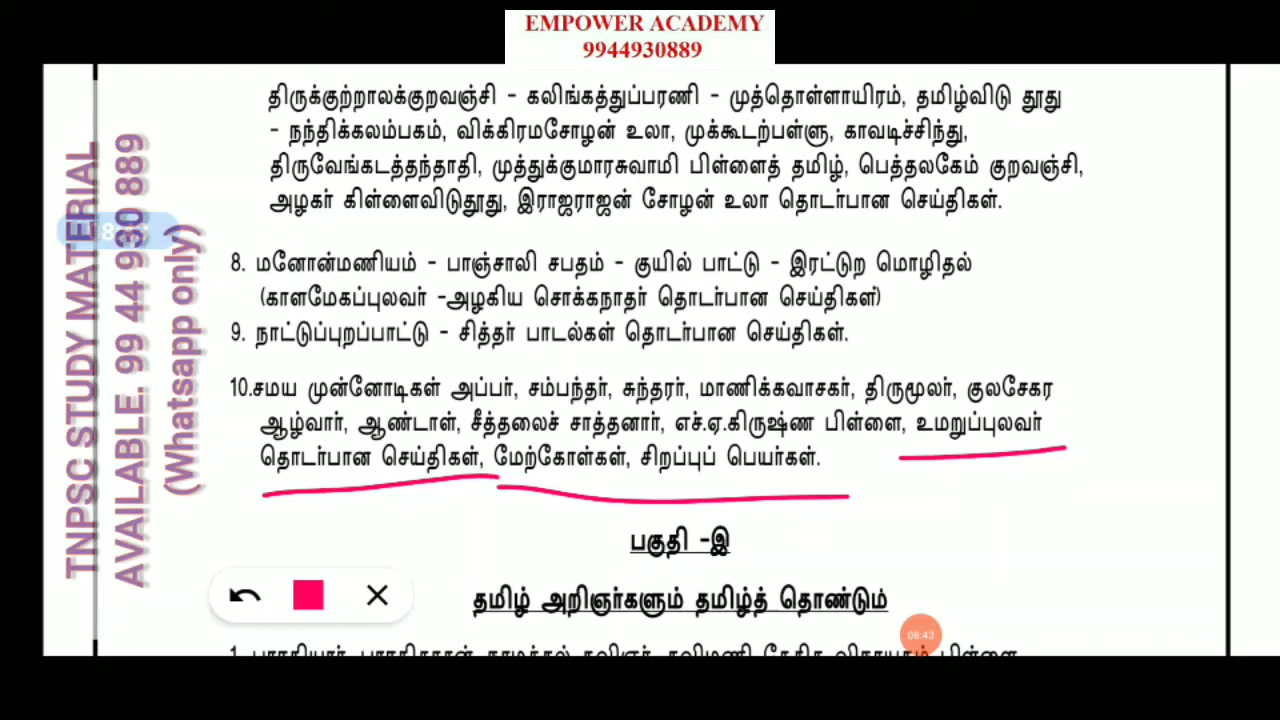 EMPOWER ACADEMY
9944930889
திருக்குற்றாலக்குறவஞ்சி - கலிங்கத்துப்பரணி - முத்தொள்ளாயிரம், தமிழ்விடு தூது
- நந்திக்கலம்பகம், விக்கிரமசோழன் உலா, முக்கூடற்பள்ளு, காவடிச்சிந்து,
திருவேங்கடத்தந்தாதி, முத்துக்குமாரசுவாமி பிள்ளைத் தமிழ், பெத்தலகேம் குறவஞ்சி,
அழகர் கிள்ளைவிடுதூது, இராஜராஜன் சோழன் உலா தொடர்பான செய்திகள்.
8. மனோன்மணியம் - பாஞ்சாலி சபதம் - குயில் பாட்டு - இரட்டுற மொழிதல்
(காளமேகப்புலவர் -அழகிய சொக்கநாதர் தொடர்பான செய்திகள்)
9. நாட்டுப்புறப்பாட்டு - சித்தர் பாடல்கள் தொடர்பான செய்திகள்.
10.சமய முன்னோடிகள் அப்பர், சம்பந்தர், சுந்தரர், மாணிக்கவாசகர், திருமூலர், குலசேகர
ஆழ்வார், ஆண்டாள், சீத்தலைச் சாத்தனார், எச்.ஏ.கிருஷ்ண பிள்ளை, உமறுப்புலவர்
தொடர்பான செய்திகள், மேற்கோள்கள், சிறப்புப் பெயர்கள்.
பகுதி -இ
தமிழ் அறிஞர்களும் தமிழ்த் தொண்டும்
08:43
TNPSC STUDY MATERIAL
AVAILABLE. 99 44 930 889
(Whatsapp only)